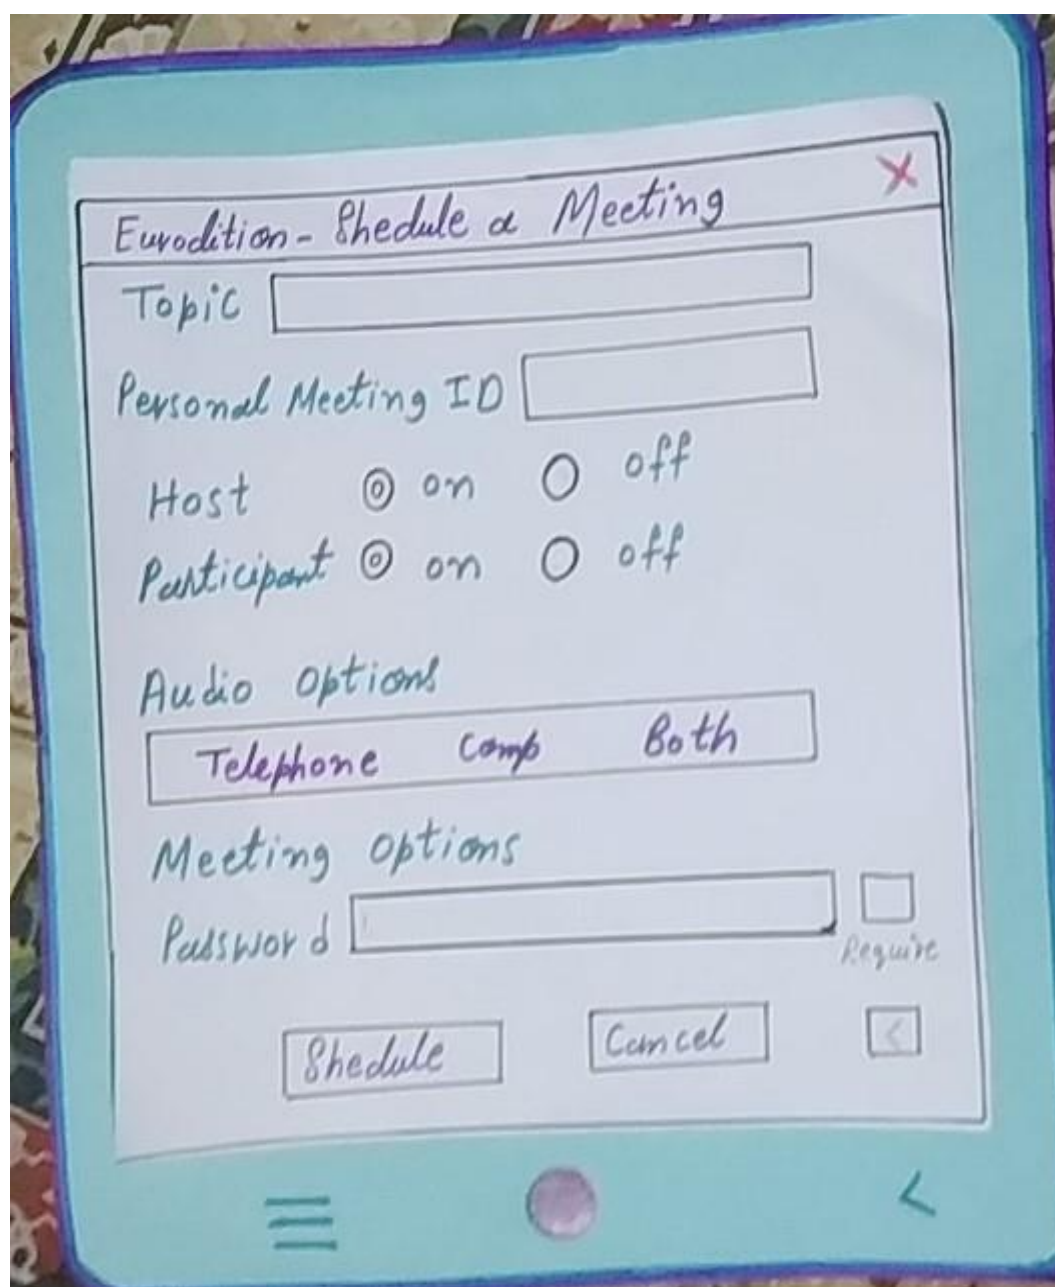 Eurodition - Shedule a Meeting X
Topic
Personal Meeting ID
Host on off
Participant on off
Audio Options
Telephone Comp Both
Meeting Options
Password
Require
Shedule Cancel <
<